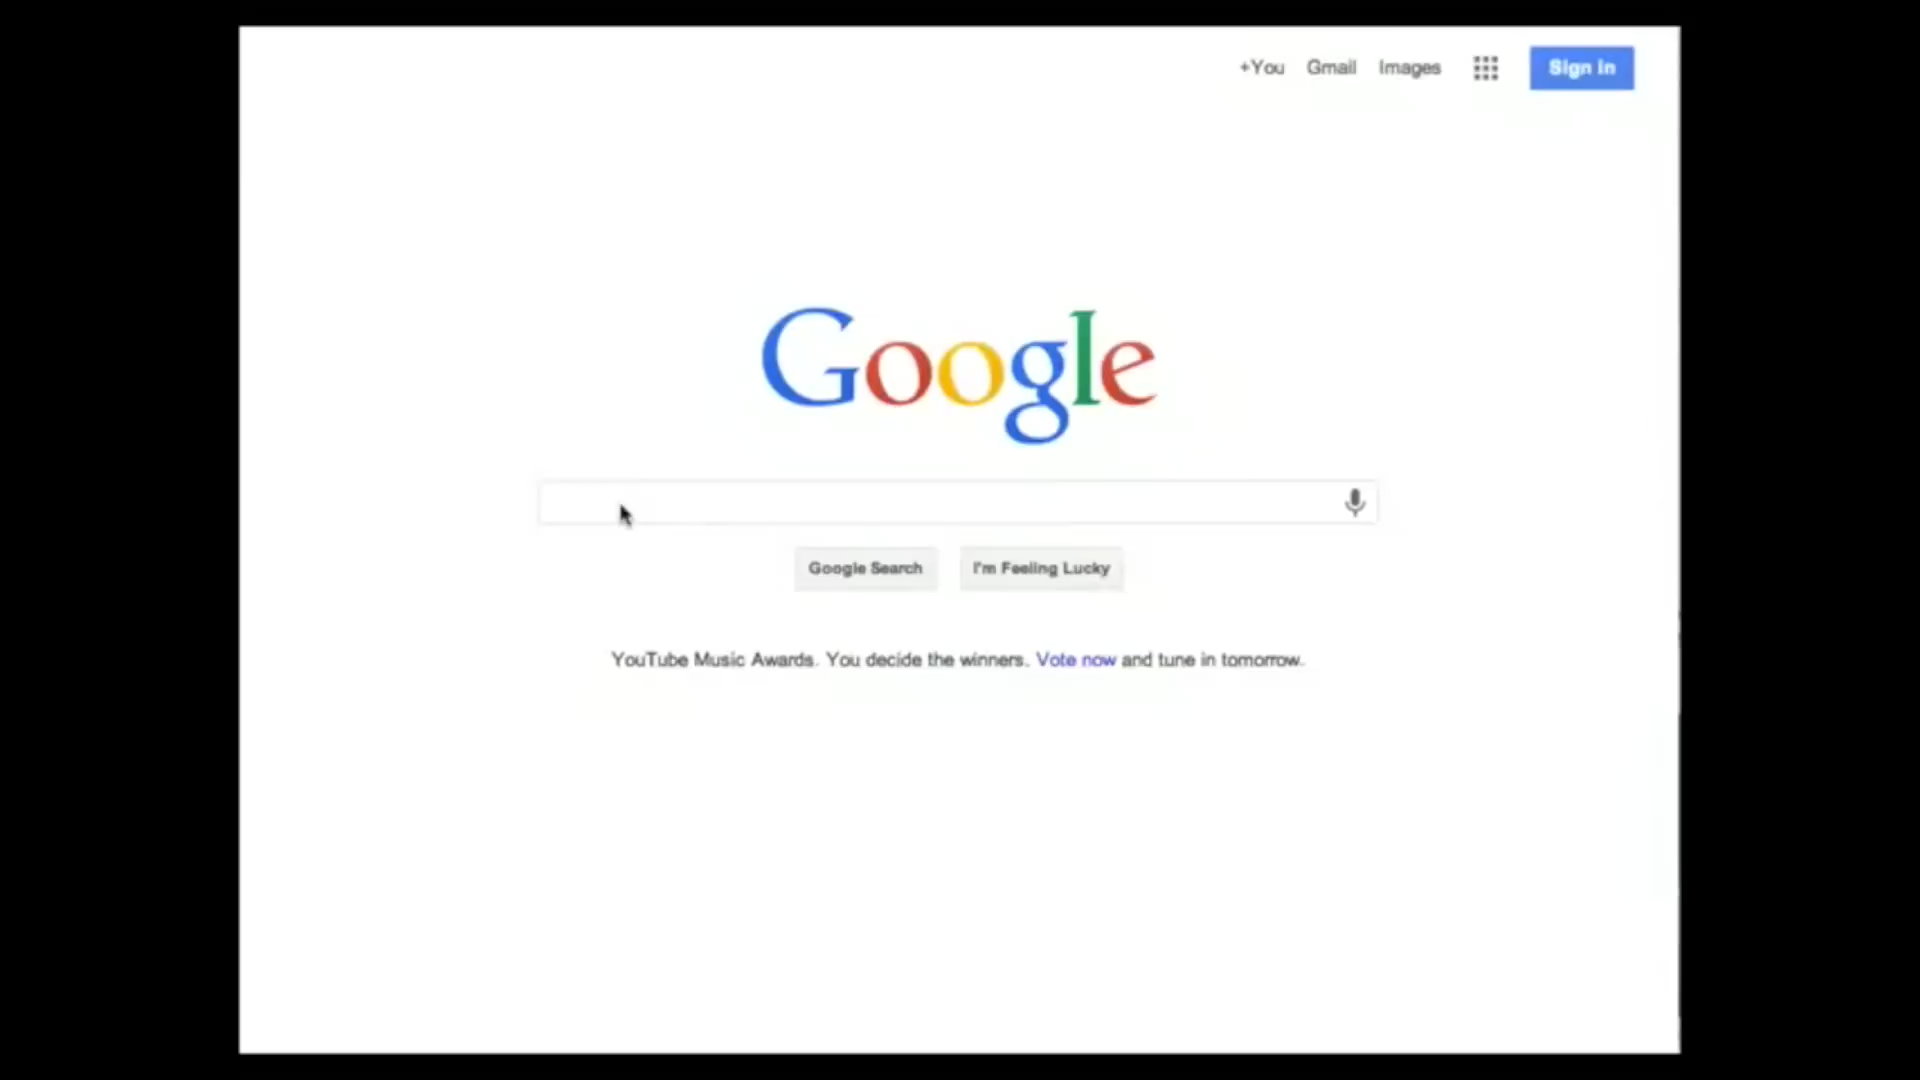 +You Gmail Images Sign in
Google
Google Search I'm Feeling Lucky
YouTube Music Awards. You decide the winners. Vote now and tune in tomorrow.